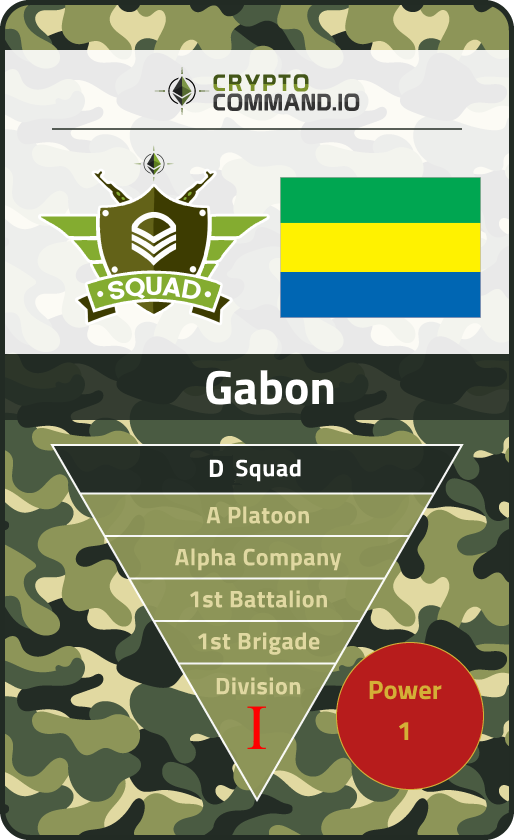 CRYPTO
COMMAND.IO
SQUAD
Gabon
D Squad
A Platoon
Alpha Company
1st Battalion
1st Brigade
Division
I
Power
1